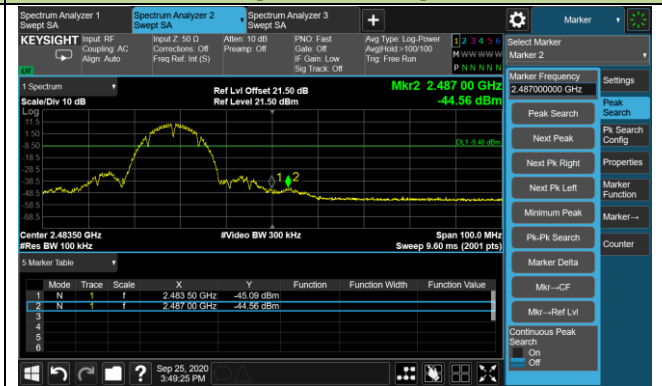 Spectrum Analyzer 1
Swept SA
Spectrum Analyzer 2
Swept SA
Spectrum Analyzer 3
Swept SA
Marker
KEYSIGHT
Input: RF
Coupling: AC
Align: Auto
Input Z: 50 Ω
Corrections: Off
Freq Ref: Int (S)
Atten: 10 dB
Preamp: Off
PNO: Fast
Gate: Off
IF Gain: Low
Sig Track: Off
Avg Type: Log-Power
Avg|Hold:>100/100
Trig: Free Run
1 2 3 4 5 6
M W W W W W
P N N N N N
Select Marker
Marker 2
1 Spectrum
Scale/Div 10 dB
Log
Ref Lvl Offset 21.50 dB
Ref Level 21.50 dBm
Mkr2 2.487 00 GHz
-44.56 dBm
11.5
1.50
-8.50
-18.5
-28.5
-38.5
-48.5
-58.5
-68.5
DL1 -9.46 dBm
1
2
Center 2.48350 GHz
#Res BW 100 kHz
#Video BW 300 kHz
Span 100.0 MHz
Sweep 9.60 ms (2001 pts)
5 Marker Table
Mode Trace Scale X Y Function Function Width Function Value
1 N 1 f 2.483 50 GHz -45.09 dBm
2 N 1 f 2.487 00 GHz -44.56 dBm
3
4
5
6
Marker Frequency
2.487000000 GHz
Peak Search
Next Peak
Next Pk Right
Next Pk Left
Minimum Peak
Pk-Pk Search
Marker Delta
Mkr→CF
Mkr→Ref Lvl
Continuous Peak
Search
On
Off
Settings
Peak
Search
Pk Search
Config
Properties
Marker
Function
Marker→
Counter
Sep 25, 2020
3:49:25 PM